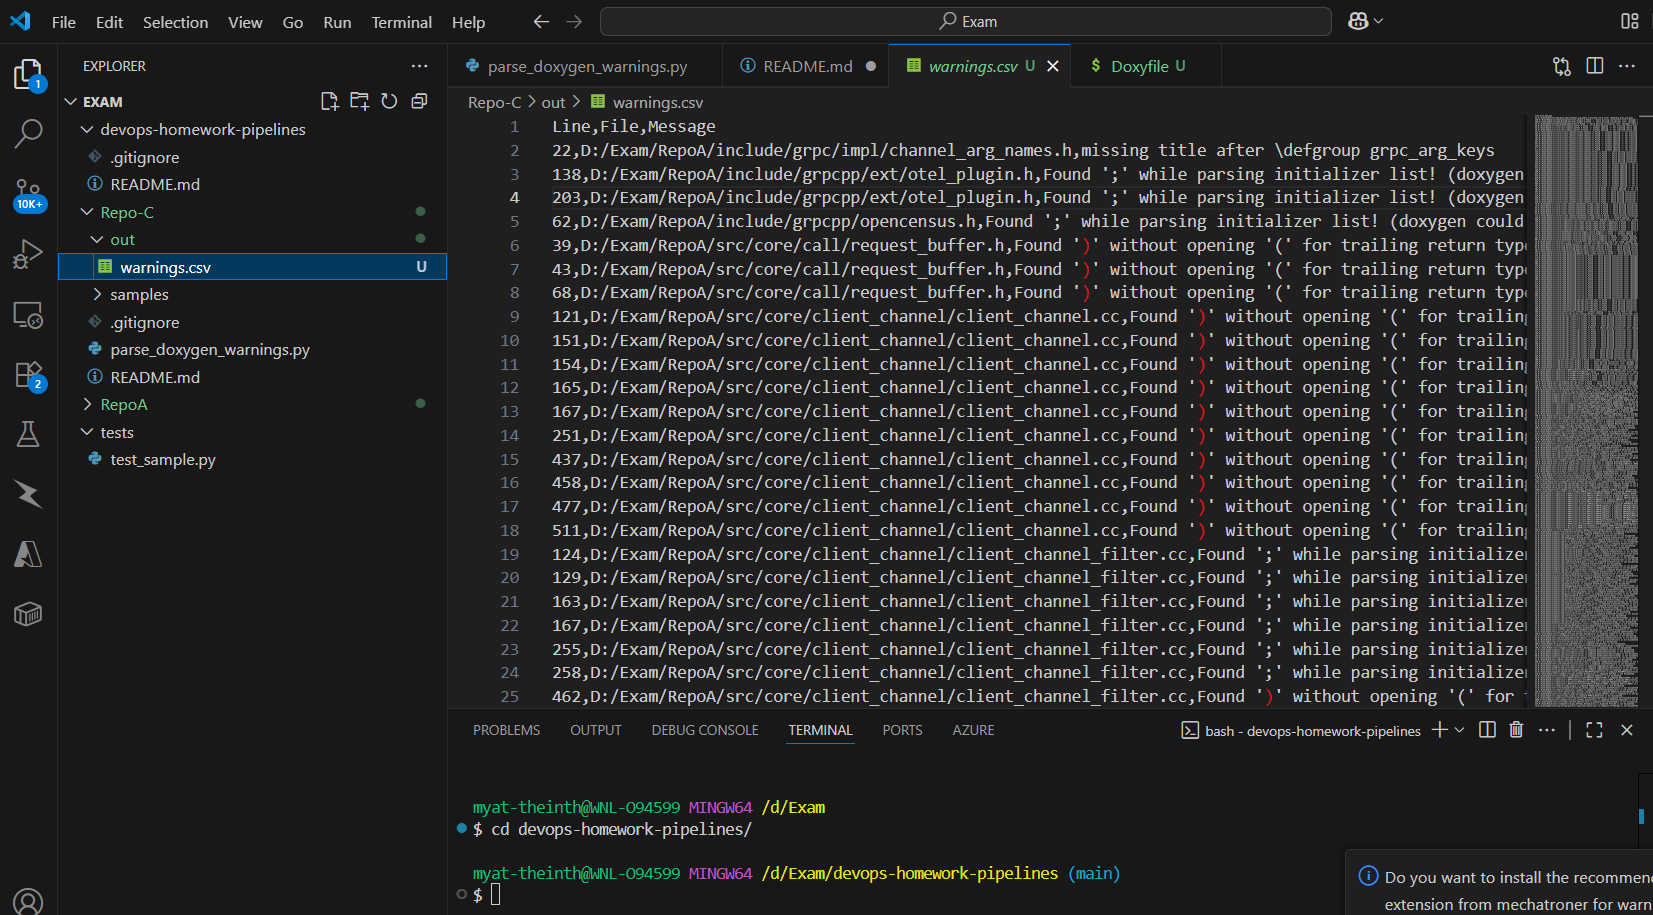 File Edit Selection View Go Run Terminal Help
Exam
EXPLORER
EXAM
devops-homework-pipelines
.gitignore
README.md
Repo-C
out
warnings.csv U
samples
.gitignore
parse_doxygen_warnings.py
README.md
RepoA
tests
test_sample.py
1
10K+
2
parse_doxygen_warnings.py README.md warnings.csv U Doxyfile U
Repo-C > out > warnings.csv
1 Line,File,Message
2 22,D:/Exam/RepoA/include/grpc/impl/channel_arg_names.h,missing title after \defgroup grpc_arg_keys
3 138,D:/Exam/RepoA/include/grpcpp/ext/otel_plugin.h,Found ';' while parsing initializer list! (doxygen
4 203,D:/Exam/RepoA/include/grpcpp/ext/otel_plugin.h,Found ';' while parsing initializer list! (doxygen
5 62,D:/Exam/RepoA/include/grpcpp/opencensus.h,Found ';' while parsing initializer list! (doxygen could
6 39,D:/Exam/RepoA/src/core/call/request_buffer.h,Found ')' without opening '(' for trailing return type
7 43,D:/Exam/RepoA/src/core/call/request_buffer.h,Found ')' without opening '(' for trailing return type
8 68,D:/Exam/RepoA/src/core/call/request_buffer.h,Found ')' without opening '(' for trailing return type
9 121,D:/Exam/RepoA/src/core/client_channel/client_channel.cc,Found ')' without opening '(' for trailing
10 151,D:/Exam/RepoA/src/core/client_channel/client_channel.cc,Found ')' without opening '(' for trailing
11 154,D:/Exam/RepoA/src/core/client_channel/client_channel.cc,Found ')' without opening '(' for trailing
12 165,D:/Exam/RepoA/src/core/client_channel/client_channel.cc,Found ')' without opening '(' for trailing
13 167,D:/Exam/RepoA/src/core/client_channel/client_channel.cc,Found ')' without opening '(' for trailing
14 251,D:/Exam/RepoA/src/core/client_channel/client_channel.cc,Found ')' without opening '(' for trailing
15 437,D:/Exam/RepoA/src/core/client_channel/client_channel.cc,Found ')' without opening '(' for trailing
16 458,D:/Exam/RepoA/src/core/client_channel/client_channel.cc,Found ')' without opening '(' for trailing
17 477,D:/Exam/RepoA/src/core/client_channel/client_channel.cc,Found ')' without opening '(' for trailing
18 511,D:/Exam/RepoA/src/core/client_channel/client_channel.cc,Found ')' without opening '(' for trailing
19 124,D:/Exam/RepoA/src/core/client_channel/client_channel_filter.cc,Found ';' while parsing initializer
20 129,D:/Exam/RepoA/src/core/client_channel/client_channel_filter.cc,Found ';' while parsing initializer
21 163,D:/Exam/RepoA/src/core/client_channel/client_channel_filter.cc,Found ';' while parsing initializer
22 167,D:/Exam/RepoA/src/core/client_channel/client_channel_filter.cc,Found ';' while parsing initializer
23 255,D:/Exam/RepoA/src/core/client_channel/client_channel_filter.cc,Found ';' while parsing initializer
24 258,D:/Exam/RepoA/src/core/client_channel/client_channel_filter.cc,Found ';' while parsing initializer
25 462,D:/Exam/RepoA/src/core/client_channel/client_channel_filter.cc,Found ')' without opening '(' for
PROBLEMS OUTPUT DEBUG CONSOLE TERMINAL PORTS AZURE
bash - devops-homework-pipelines
myat-theinth@WNL-O94599 MINGW64 /d/Exam
$ cd devops-homework-pipelines/
myat-theinth@WNL-O94599 MINGW64 /d/Exam/devops-homework-pipelines (main)
$
Do you want to install the recommen
extension from mechatroner for warn